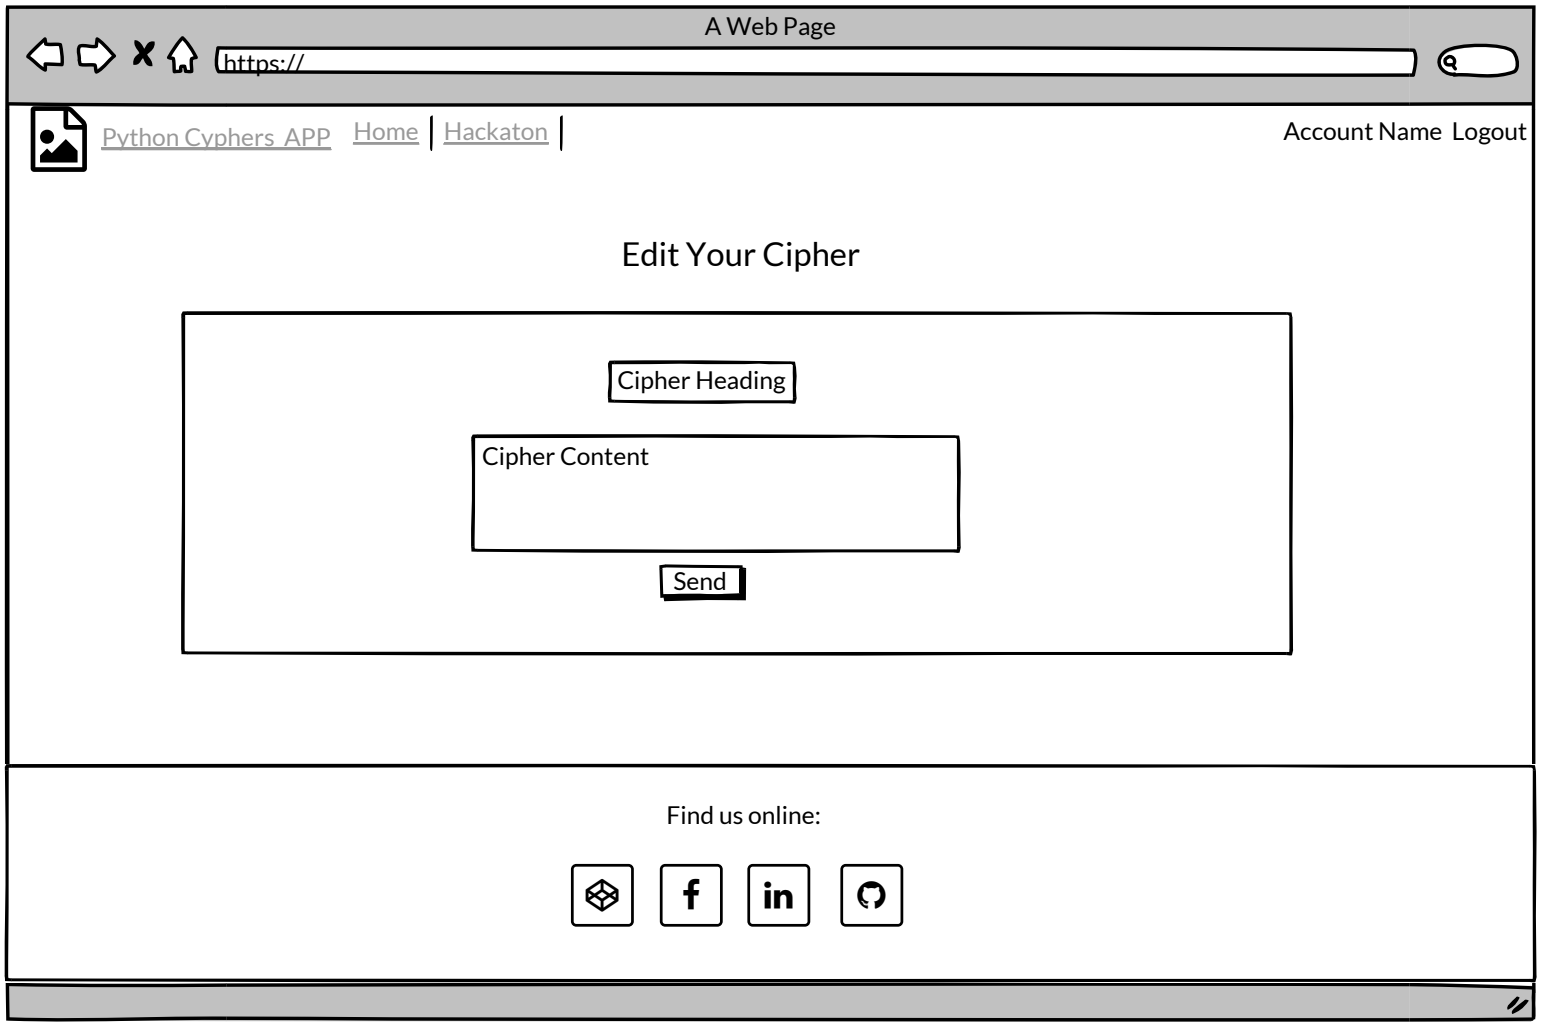 A Web Page
https://
Python Cyphers APP Home Hackaton Account Name Logout
Edit Your Cipher
Cipher Heading
Cipher Content
Send
Find us online:
f in